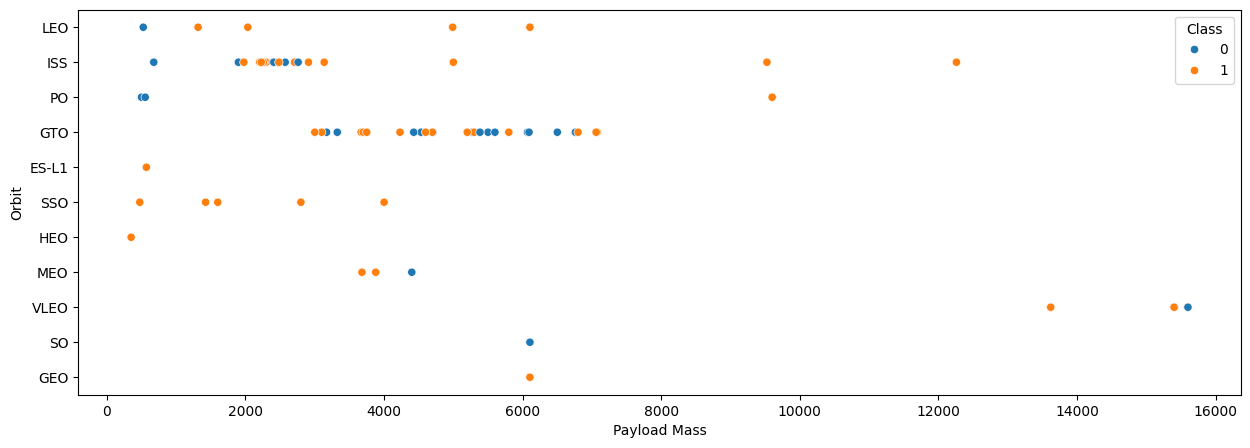 LEO
ISS
PO
GTO
ES-L1
SSO
HEO
MEO
VLEO
SO
GEO
Orbit
Class
0
1
0 2000 4000 6000 8000 10000 12000 14000 16000
Payload Mass